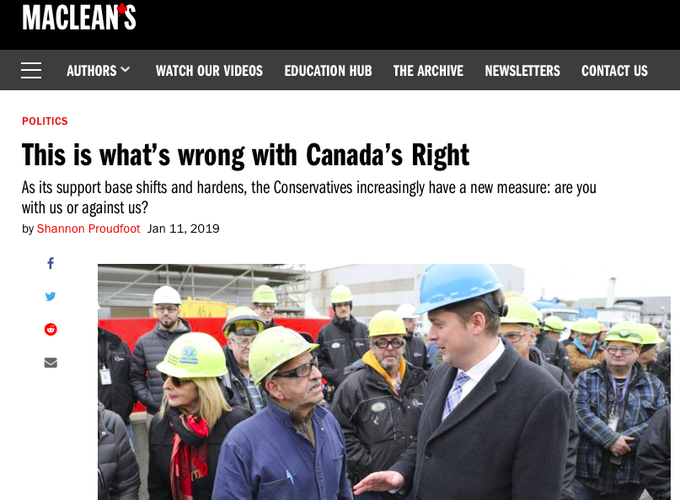 MACLEAN'S
AUTHORS WATCH OUR VIDEOS EDUCATION HUB THE ARCHIVE NEWSLETTERS CONTACT US
POLITICS
This is what's wrong with Canada's Right
As its support base shifts and hardens, the Conservatives increasingly have a new measure: are you
with us or against us?
by Shannon Proudfoot Jan 11, 2019